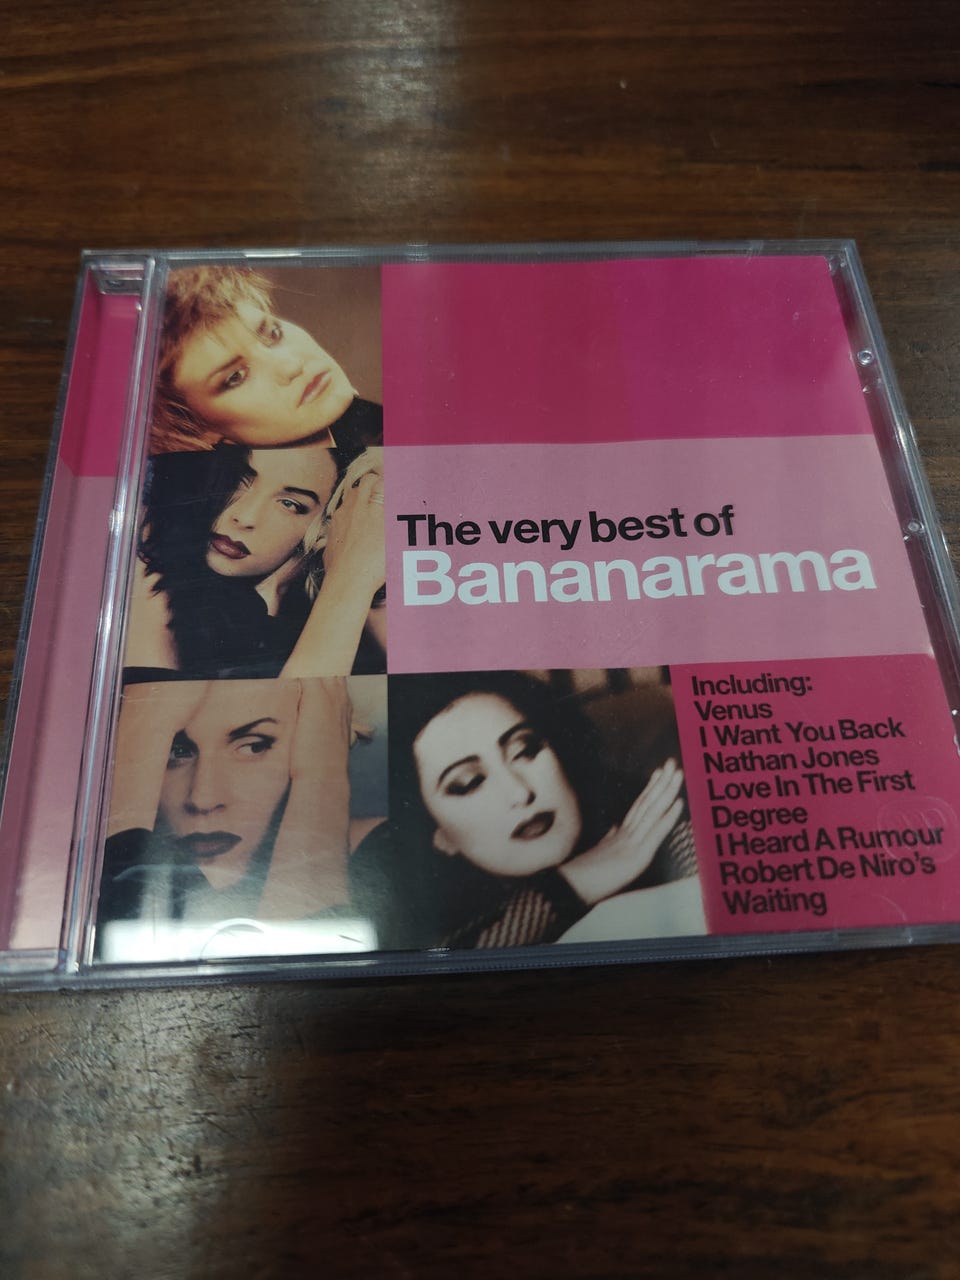 The very best of
Bananarama
Including:
Venus
I Want You Back
Nathan Jones
Love In The First
Degree
I Heard A Rumour
Robert De Niro's
Waiting